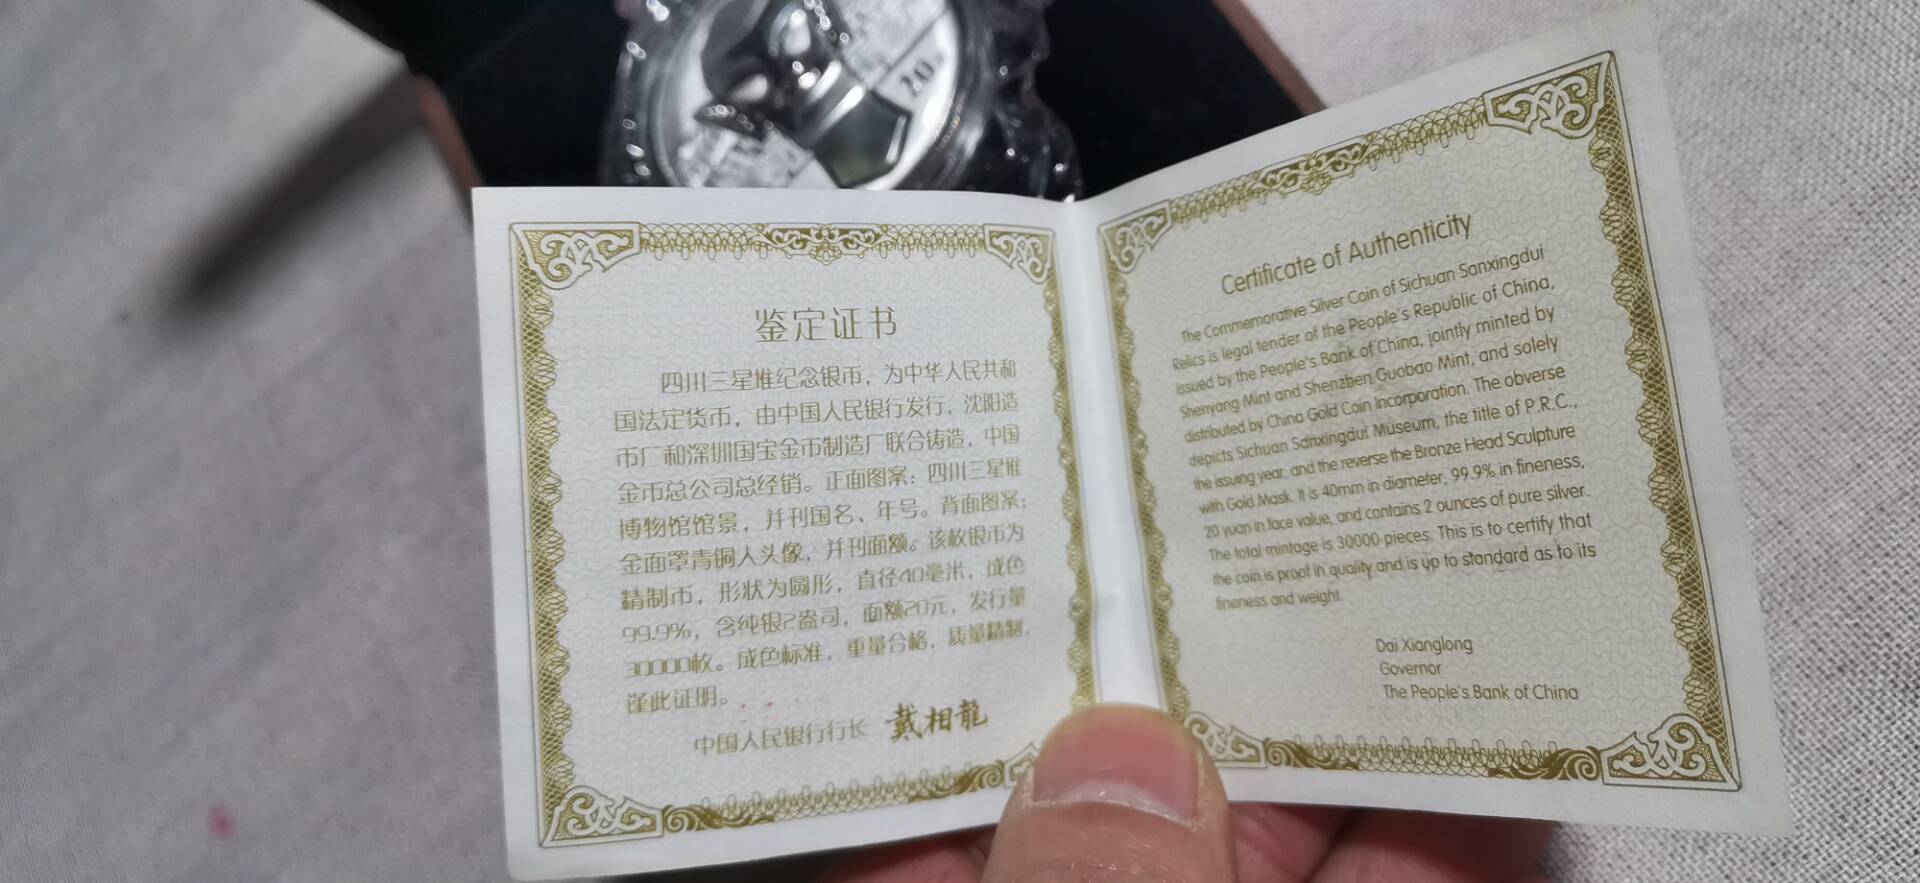 20元
鉴定证书
四川三星堆纪念银币，为中华人民共和
国法定货币，由中国人民银行发行，沈阳造
币厂和深圳国宝金币制造厂联合铸造，中国
金币总公司总经销。正面图案：四川三星堆
博物馆馆景，并刊国名、年号。背面图案：
金面罩青铜人头像，并刊面额。该枚银币为
精制币，形状为圆形，直径40毫米，成色
99.9%，含纯银2盎司，面额20元，发行量
30000枚。成色标准，重量合格，质量精制，
谨此证明。
中国人民银行行长 戴相龍
Certificate of Authenticity
The Commemorative Silver Coin of Sichuan Sanxingdui
Relics is legal tender of the People's Republic of China,
issued by the People's Bank of China, jointly minted by
Shenyang Mint and Shenzhen Guobao Mint, and solely
distributed by China Gold Coin Incorporation. The obverse
depicts Sichuan Sanxingdui Museum, the title of P.R.C.,
the issuing year, and the reverse the Bronze Head Sculpture
with Gold Mask. It is 40mm in diameter, 99.9% in fineness,
20 yuan in face value, and contains 2 ounces of pure silver.
The total mintage is 30000 pieces. This is to certify that
the coin is proof in quality and is up to standard as to its
fineness and weight.
Dai Xianglong
Governor
The People's Bank of China